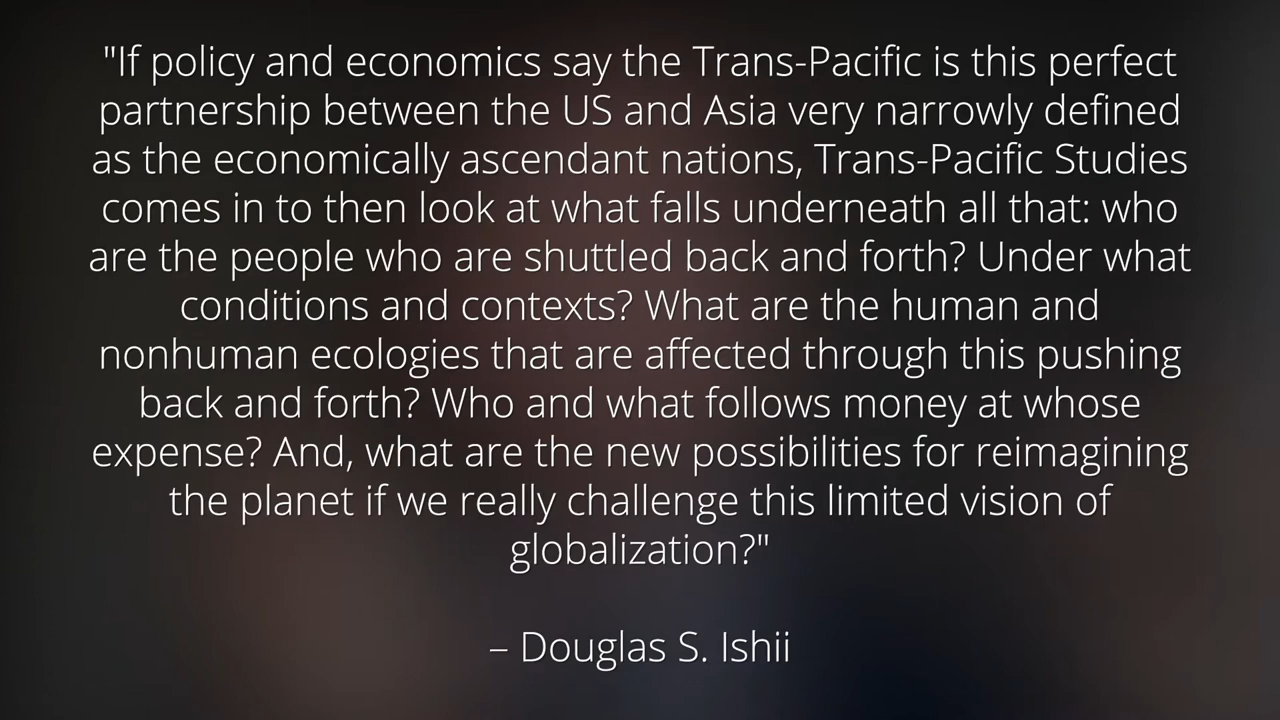 "If policy and economics say the Trans-Pacific is this perfect
partnership between the US and Asia very narrowly defined
as the economically ascendant nations, Trans-Pacific Studies
comes in to then look at what falls underneath all that: who
are the people who are shuttled back and forth? Under what
conditions and contexts? What are the human and
nonhuman ecologies that are affected through this pushing
back and forth? Who and what follows money at whose
expense? And, what are the new possibilities for reimagining
the planet if we really challenge this limited vision of
globalization?"
– Douglas S. Ishii